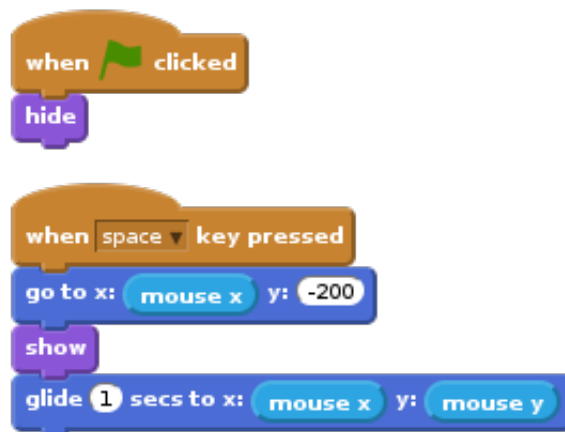 when clicked
hide
when space key pressed
go to x: mouse x y: -200
show
glide 1 secs to x: mouse x y: mouse y